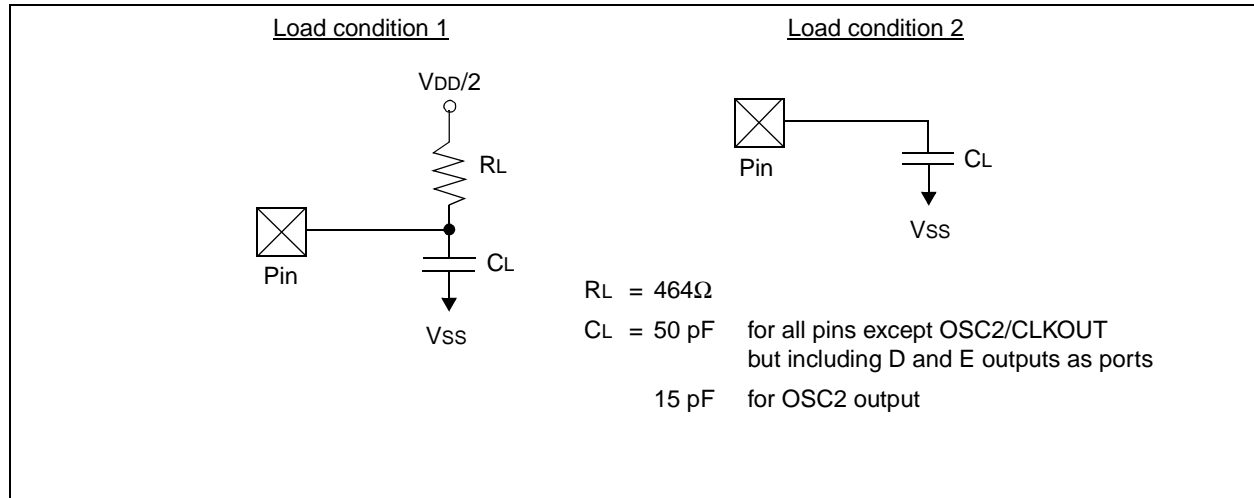 Load condition 1
VDD/2
RL
Pin
CL
VSS
Load condition 2
Pin
CL
VSS
RL = 464Ω
CL = 50 pF for all pins except OSC2/CLKOUT
but including D and E outputs as ports
15 pF for OSC2 output